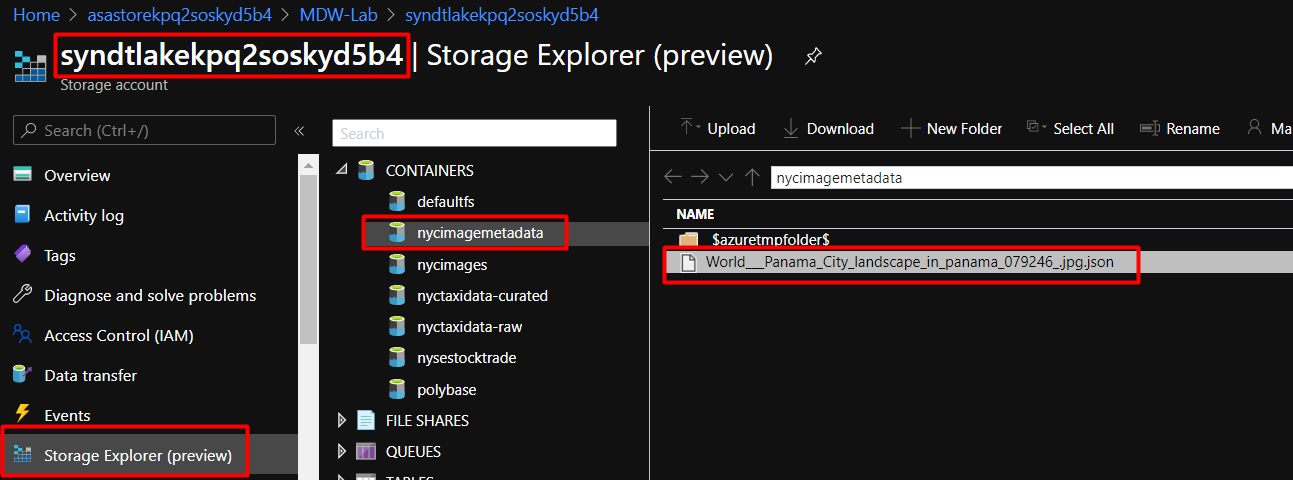 Home > asastorekpq2soskyd5b4 > MDW-Lab > syndtlakekpq2soskyd5b4
syndtlakekpq2soskyd5b4 | Storage Explorer (preview)
Storage account
Search (Ctrl+/)
«
Overview
Activity log
Tags
Diagnose and solve problems
Access Control (IAM)
Data transfer
Events
Storage Explorer (preview)
Search
CONTAINERS
defaultfs
nycimagemetadata
nycimages
nyctaxidata-curated
nyctaxidata-raw
nysestocktrade
polybase
FILE SHARES
QUEUES
TABLES
Upload
Download
New Folder
Select All
Rename
Ma
nycimagemetadata
NAME
$azuretmpfolder$
World___Panama_City_landscape_in_panama_079246_.jpg.json